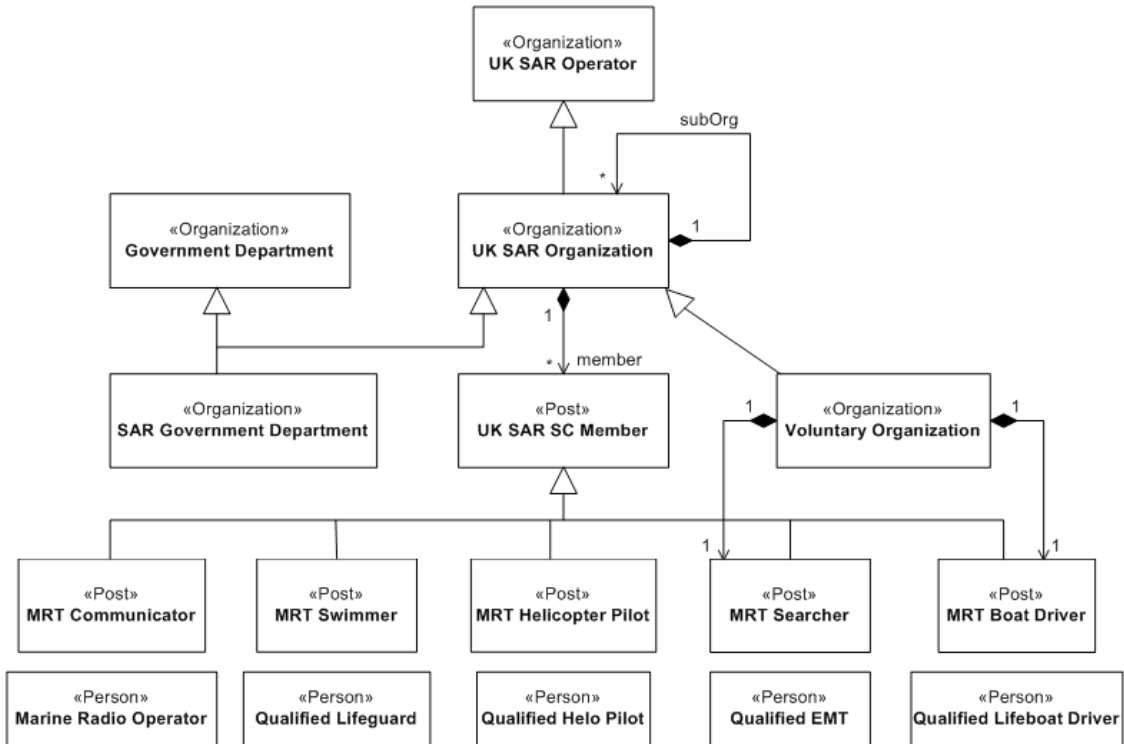 «Organization»
UK SAR Operator
subOrg
*
«Organization»
Government Department
«Organization»
UK SAR Organization
1
1
* member
«Organization»
SAR Government Department
«Post»
UK SAR SC Member
1
«Organization»
Voluntary Organization
1
1
1
«Post»
MRT Communicator
«Post»
MRT Swimmer
«Post»
MRT Helicopter Pilot
«Post»
MRT Searcher
«Post»
MRT Boat Driver
«Person»
Marine Radio Operator
«Person»
Qualified Lifeguard
«Person»
Qualified Helo Pilot
«Person»
Qualified EMT
«Person»
Qualified Lifeboat Driver